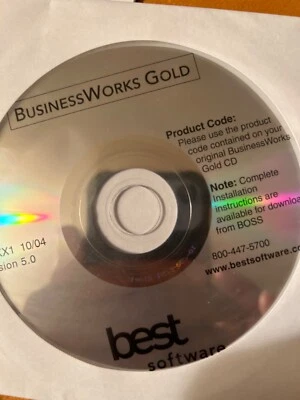 BUSINESSWORKS GOLD
Product Code:
Please use the product
code contained on your
original BusinessWorks
Gold CD
Note: Complete
Installation
instructions are
available for downloa
from BOSS
800-447-5700
www.bestsoftware.co
X1 10/04
sion 5.0
best
software